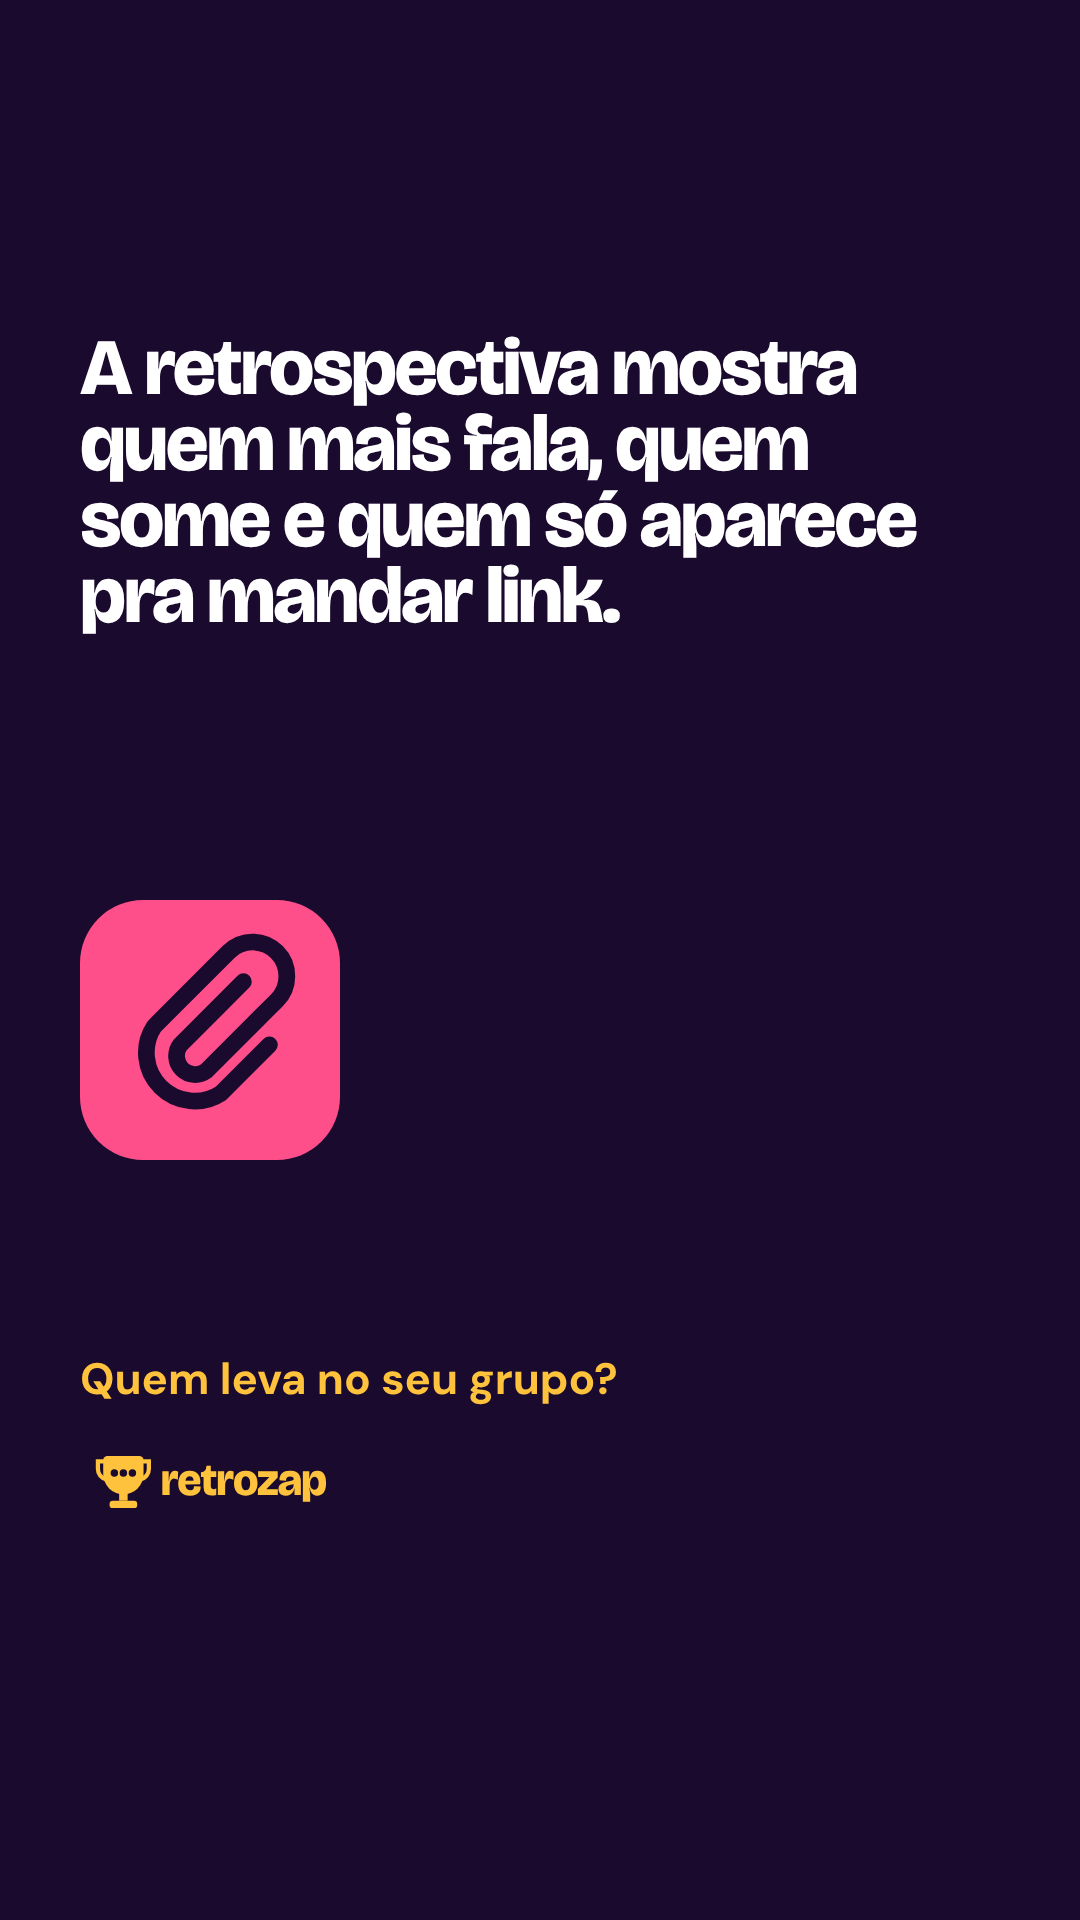 A retrospectiva mostra
quem mais fala, quem
some e quem só aparece
pra mandar link.
Quem leva no seu grupo?
retrozap